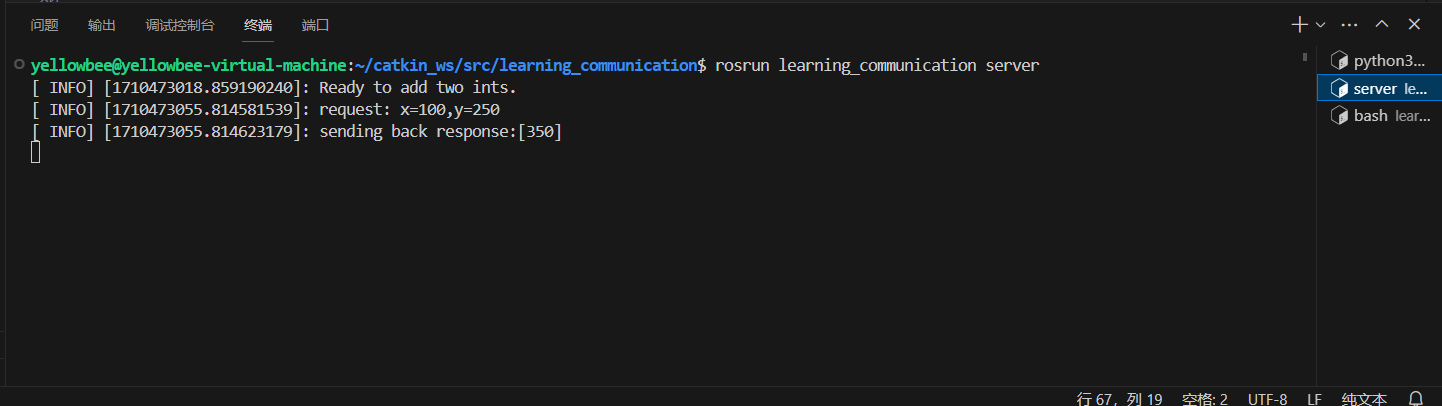 问题 输出 调试控制台 终端 端口
yellowbee@yellowbee-virtual-machine:~/catkin_ws/src/learning_communication$ rosrun learning_communication server
[ INFO] [1710473018.859190240]: Ready to add two ints.
[ INFO] [1710473055.814581539]: request: x=100,y=250
[ INFO] [1710473055.814623179]: sending back response:[350]
python3...
server le...
bash lear...
行 67，列 19 空格: 2 UTF-8 LF 纯文本